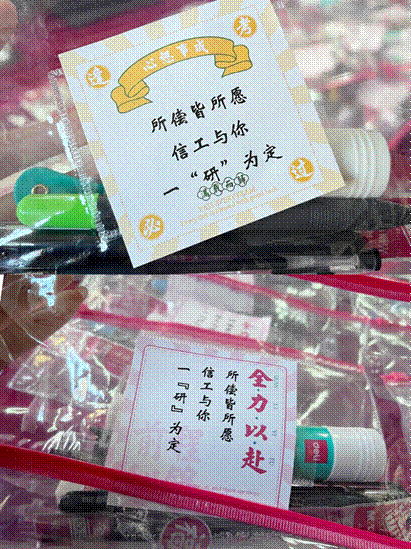 逢考
心想事成
所偿皆所愿
信工与你
一“研”为定
必过
全力以赴
所偿皆所愿
信工与你
一『研』为定
deli